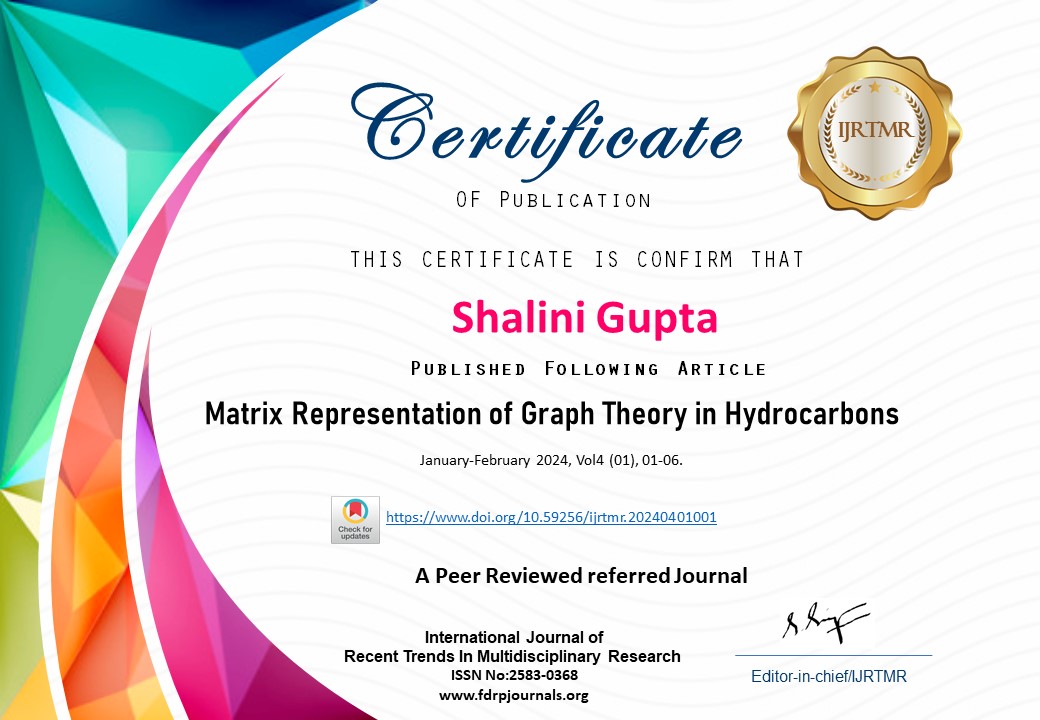 Certificate
IJRTMR
OF PUBLICATION
THIS CERTIFICATE IS CONFIRM THAT
Shalini Gupta
PUBLISHED FOLLOWING ARTICLE
Matrix Representation of Graph Theory in Hydrocarbons
January-February 2024, Vol4 (01), 01-06.
Check for
updates
https://www.doi.org/10.59256/ijrtmr.20240401001
A Peer Reviewed referred Journal
International Journal of
Recent Trends In Multidisciplinary Research
ISSN No:2583-0368
www.fdrpjournals.org
Editor-in-chief/IJRTMR